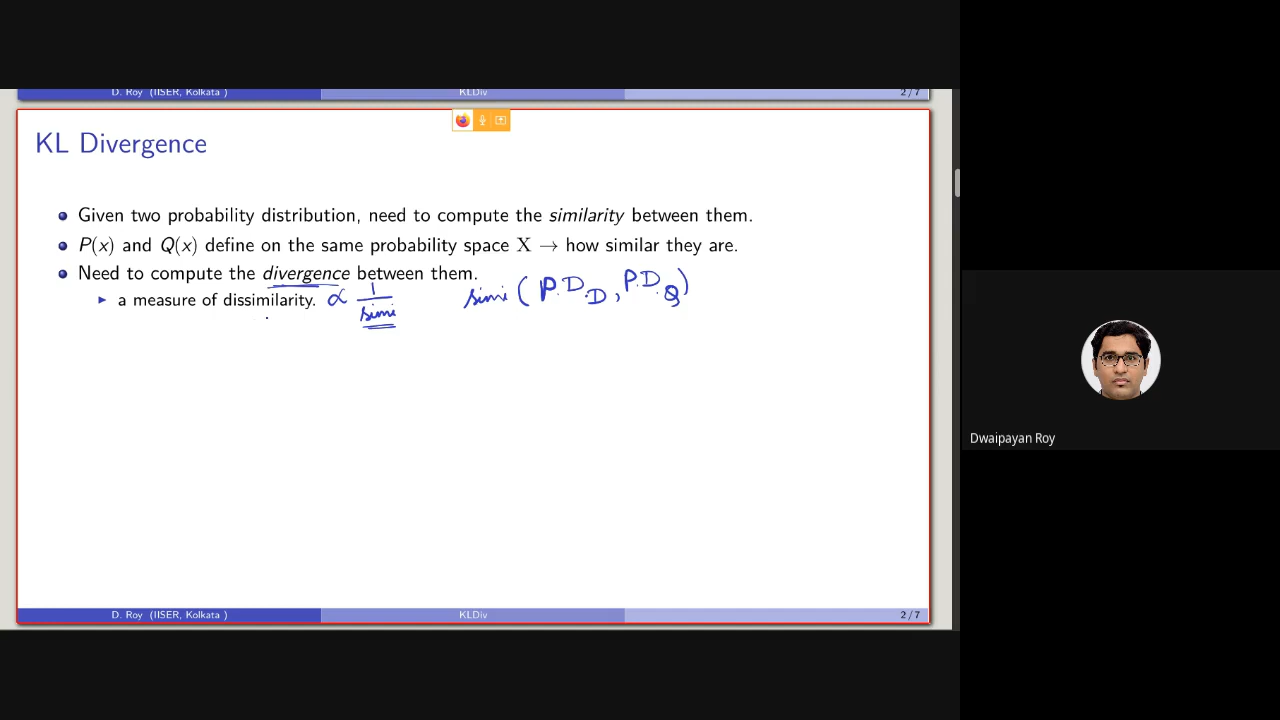 D. Roy (IISER, Kolkata ) KLDiv 2 / 7
KL Divergence
Given two probability distribution, need to compute the similarity between them.
P(x) and Q(x) define on the same probability space X → how similar they are.
Need to compute the divergence between them.
a measure of dissimilarity. ∝ 1/simi simi ( P.D.D , P.D.Q )
D. Roy (IISER, Kolkata ) KLDiv 2 / 7
Dwaipayan Roy